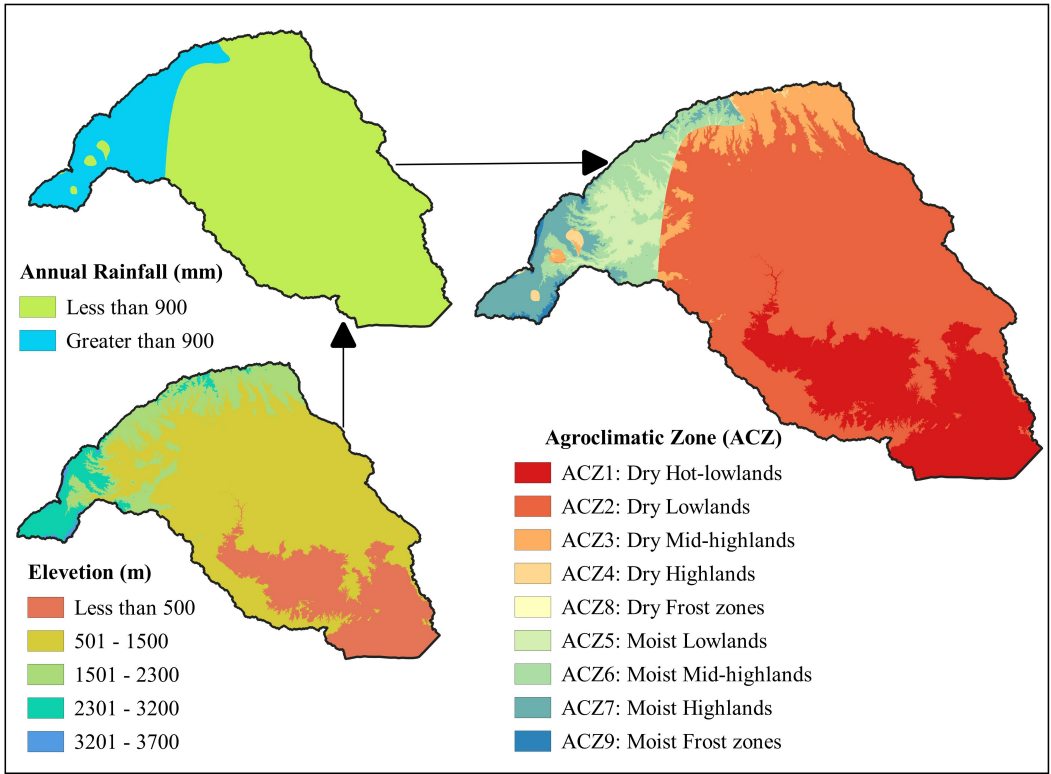 Annual Rainfall (mm)
Less than 900
Greater than 900
Elevetion (m)
Less than 500
501 - 1500
1501 - 2300
2301 - 3200
3201 - 3700
Agroclimatic Zone (ACZ)
ACZ1: Dry Hot-lowlands
ACZ2: Dry Lowlands
ACZ3: Dry Mid-highlands
ACZ4: Dry Highlands
ACZ8: Dry Frost zones
ACZ5: Moist Lowlands
ACZ6: Moist Mid-highlands
ACZ7: Moist Highlands
ACZ9: Moist Frost zones